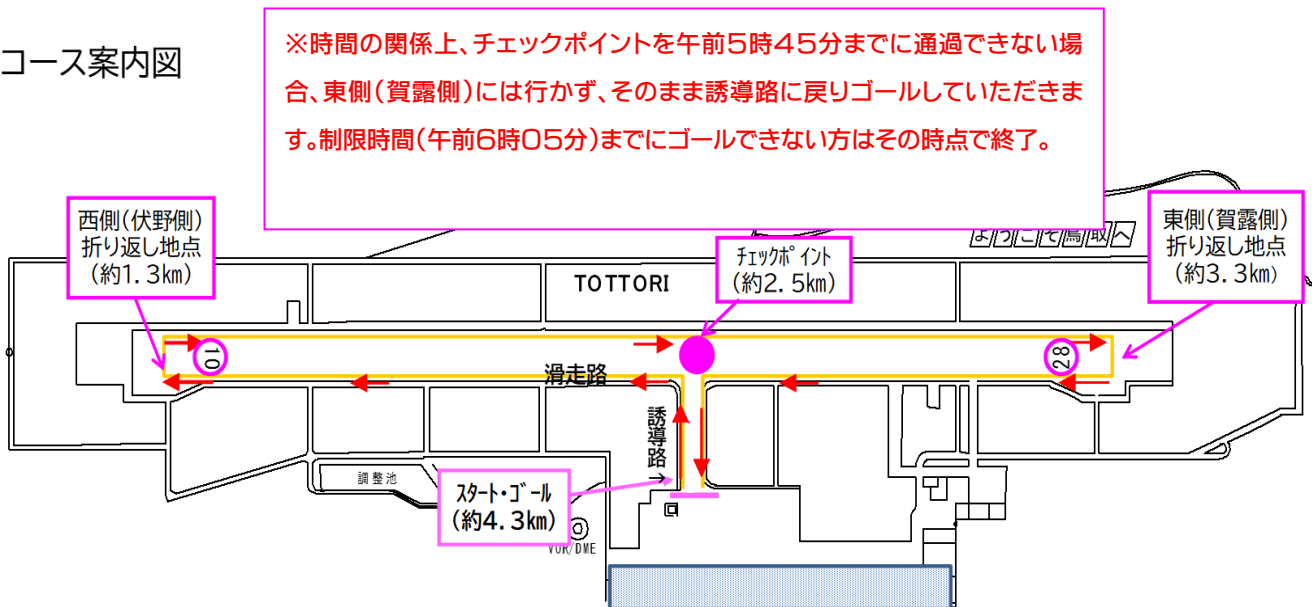 コース案内図
※時間の関係上、チェックポイントを午前5時45分までに通過できない場
合、東側(賀露側)には行かず、そのまま誘導路に戻りゴールしていただきま
す。制限時間(午前6時05分)までにゴールできない方はその時点で終了。
西側(伏野側)
折り返し地点
(約1.3km)
ようこそ鳥取へ
東側(賀露側)
折り返し地点
(約3.3km)
チェックポイント
(約2.5km)
TOTTORI
10
28
滑走路
誘導路→
調整池
スタート・ゴール
(約4.3km)
VOR/DME